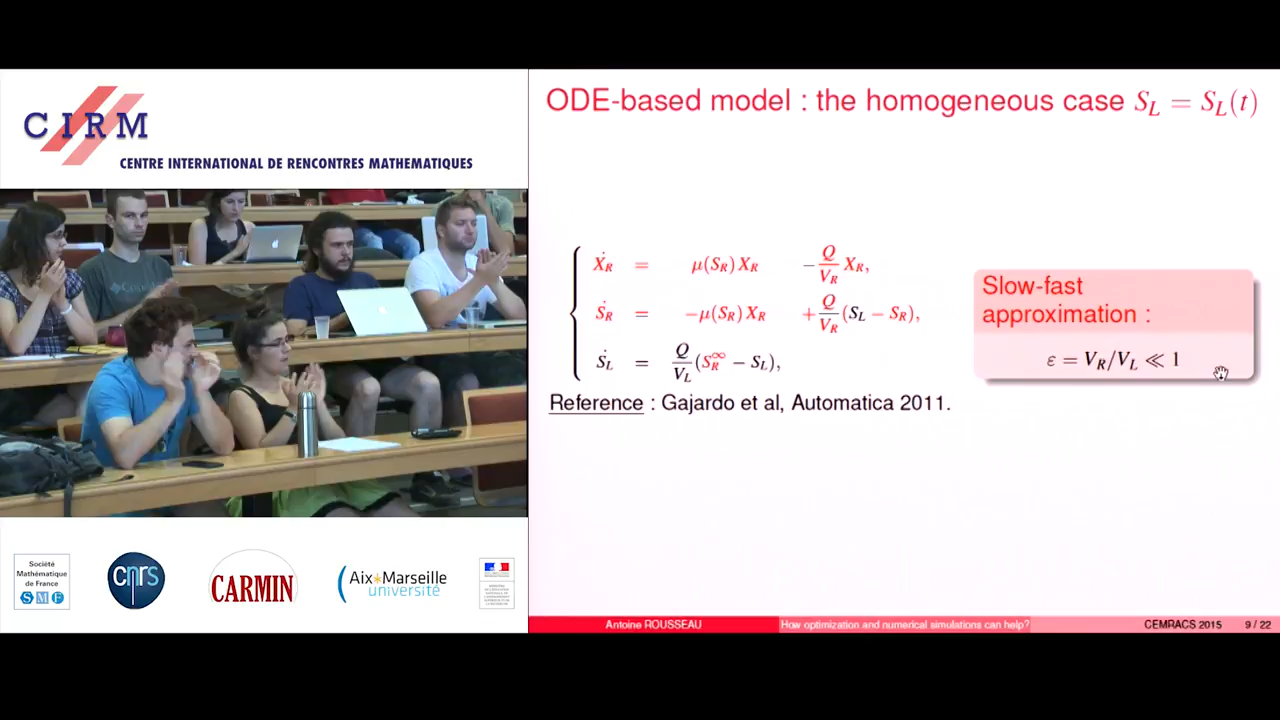 CIRM
CENTRE INTERNATIONAL DE RENCONTRES MATHEMATIQUES
Société
Mathématique
de France
SMF
cnrs
CARMIN
Aix*Marseille
université
ODE-based model : the homogeneous case S_L = S_L(t)
Ẋ_R = μ(S_R) X_R − Q/V_R X_R,
Ṡ_R = −μ(S_R) X_R + Q/V_R (S_L − S_R),
Ṡ_L = Q/V_L (S_R^∞ − S_L),
Reference : Gajardo et al, Automatica 2011.
Slow-fast
approximation :
ε = V_R/V_L ≪ 1
Antoine ROUSSEAU How optimization and numerical simulations can help? CEMRACS 2015 9 / 22